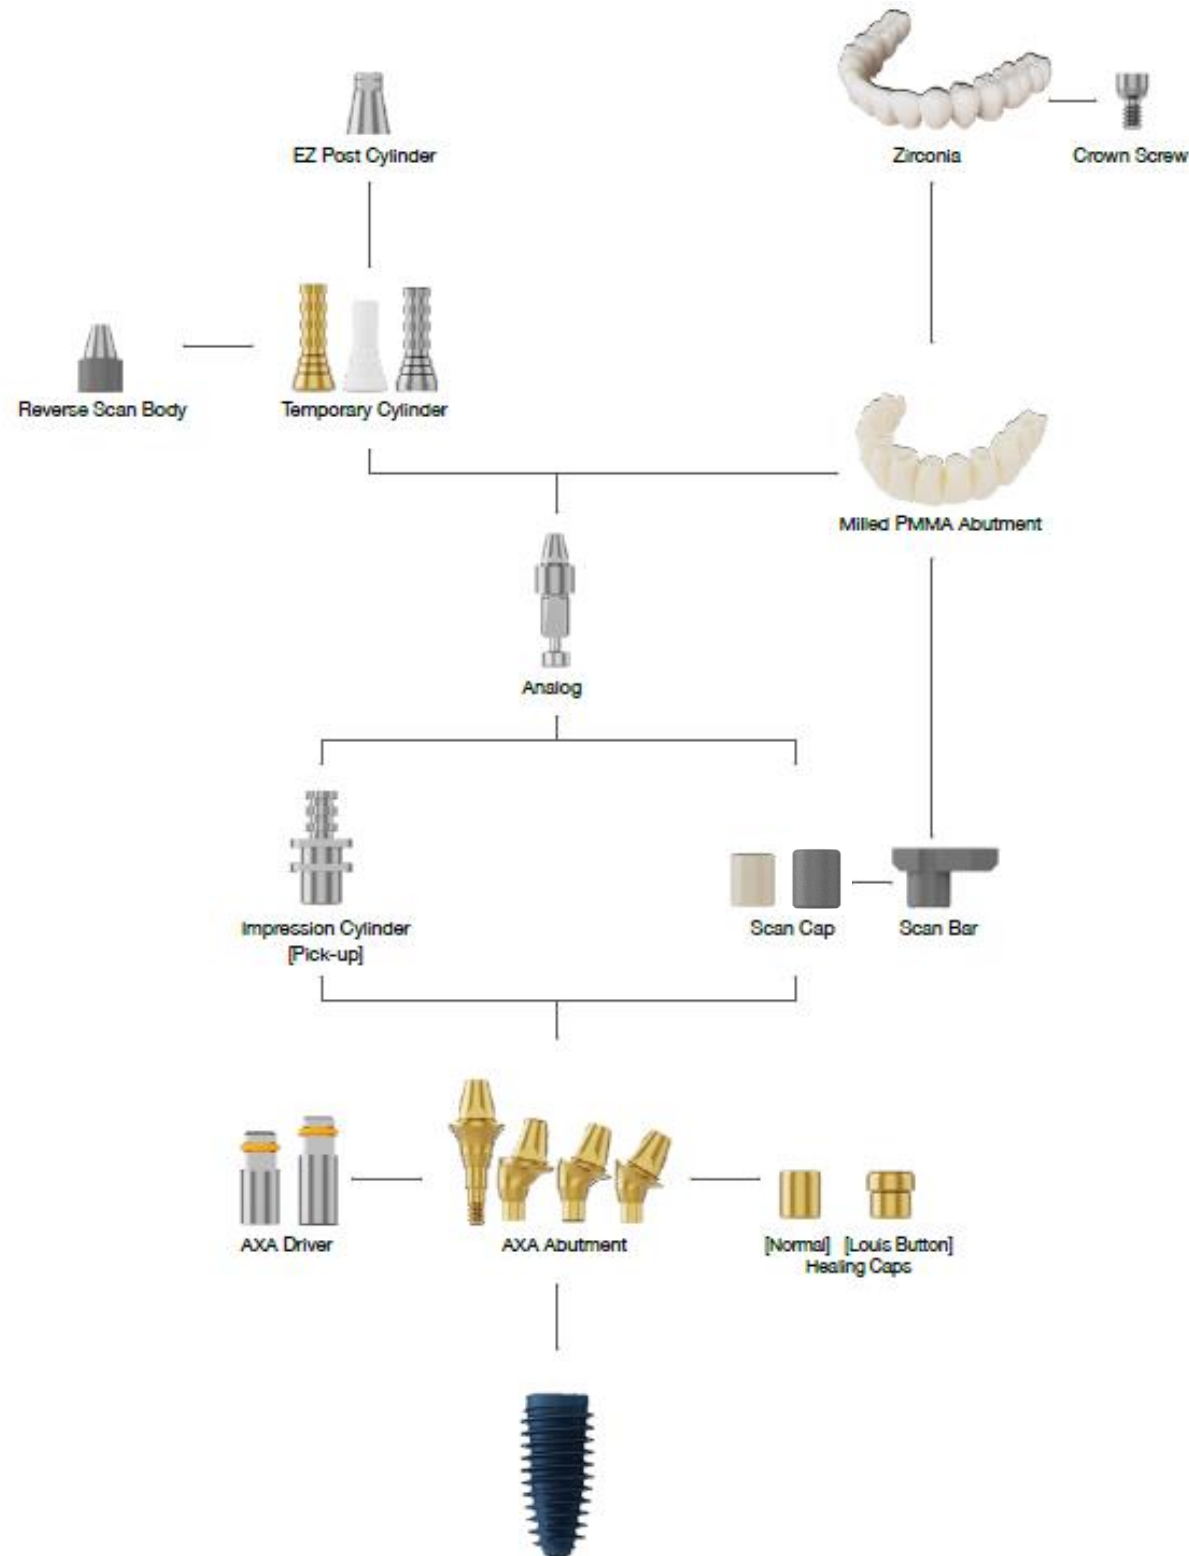 EZ Post Cylinder
Zirconia
Crown Screw
Reverse Scan Body
Temporary Cylinder
Milled PMMA Abutment
Analog
Impression Cylinder
[Pick-up]
Scan Cap
Scan Bar
AXA Driver
AXA Abutment
[Normal]
[Louis Button]
Healing Caps